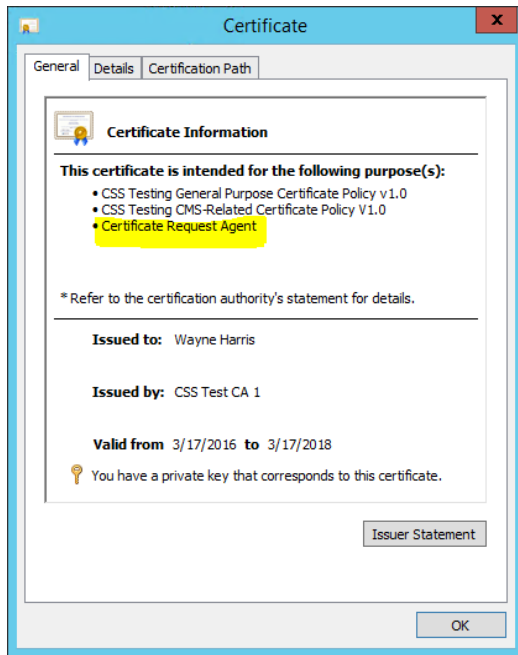 Certificate
x
General Details Certification Path
Certificate Information
This certificate is intended for the following purpose(s):
• CSS Testing General Purpose Certificate Policy v1.0
• CSS Testing CMS-Related Certificate Policy V1.0
• Certificate Request Agent
* Refer to the certification authority's statement for details.
Issued to: Wayne Harris
Issued by: CSS Test CA 1
Valid from 3/17/2016 to 3/17/2018
You have a private key that corresponds to this certificate.
Issuer Statement
OK